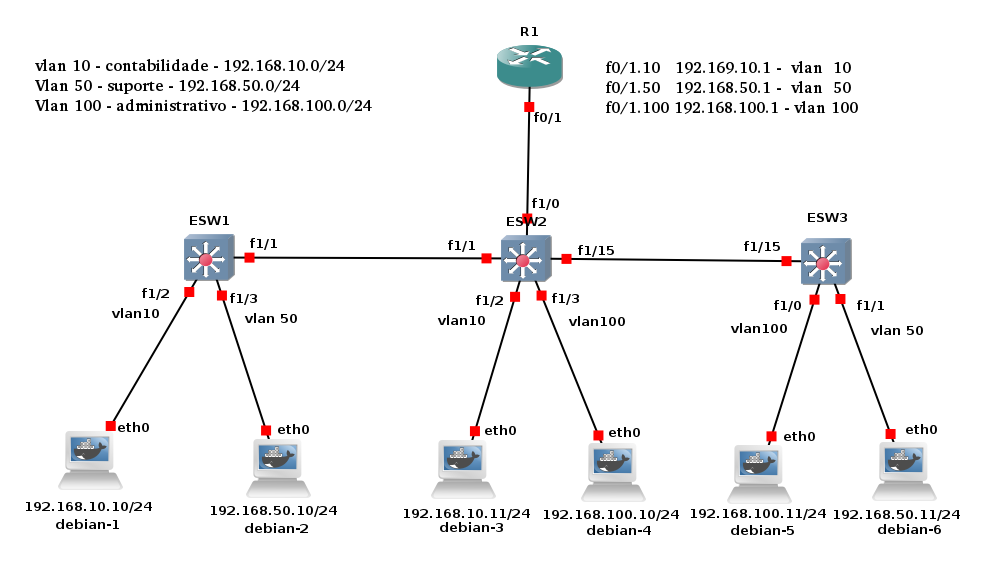 R1
vlan 10 - contabilidade - 192.168.10.0/24
Vlan 50 - suporte - 192.168.50.0/24
Vlan 100 - administrativo - 192.168.100.0/24
f0/1.10 192.169.10.1 - vlan 10
f0/1.50 192.168.50.1 - vlan 50
f0/1.100 192.168.100.1 - vlan 100
f0/1
f1/0
ESW1
ESW2
ESW3
f1/1
f1/1
f1/15
f1/15
f1/2
f1/3
f1/2
f1/3
f1/0
f1/1
vlan10
vlan 50
vlan10
vlan100
vlan100
vlan 50
eth0
eth0
eth0
eth0
eth0
eth0
192.168.10.10/24
debian-1
192.168.50.10/24
debian-2
192.168.10.11/24
debian-3
192.168.100.10/24
debian-4
192.168.100.11/24
debian-5
192.168.50.11/24
debian-6